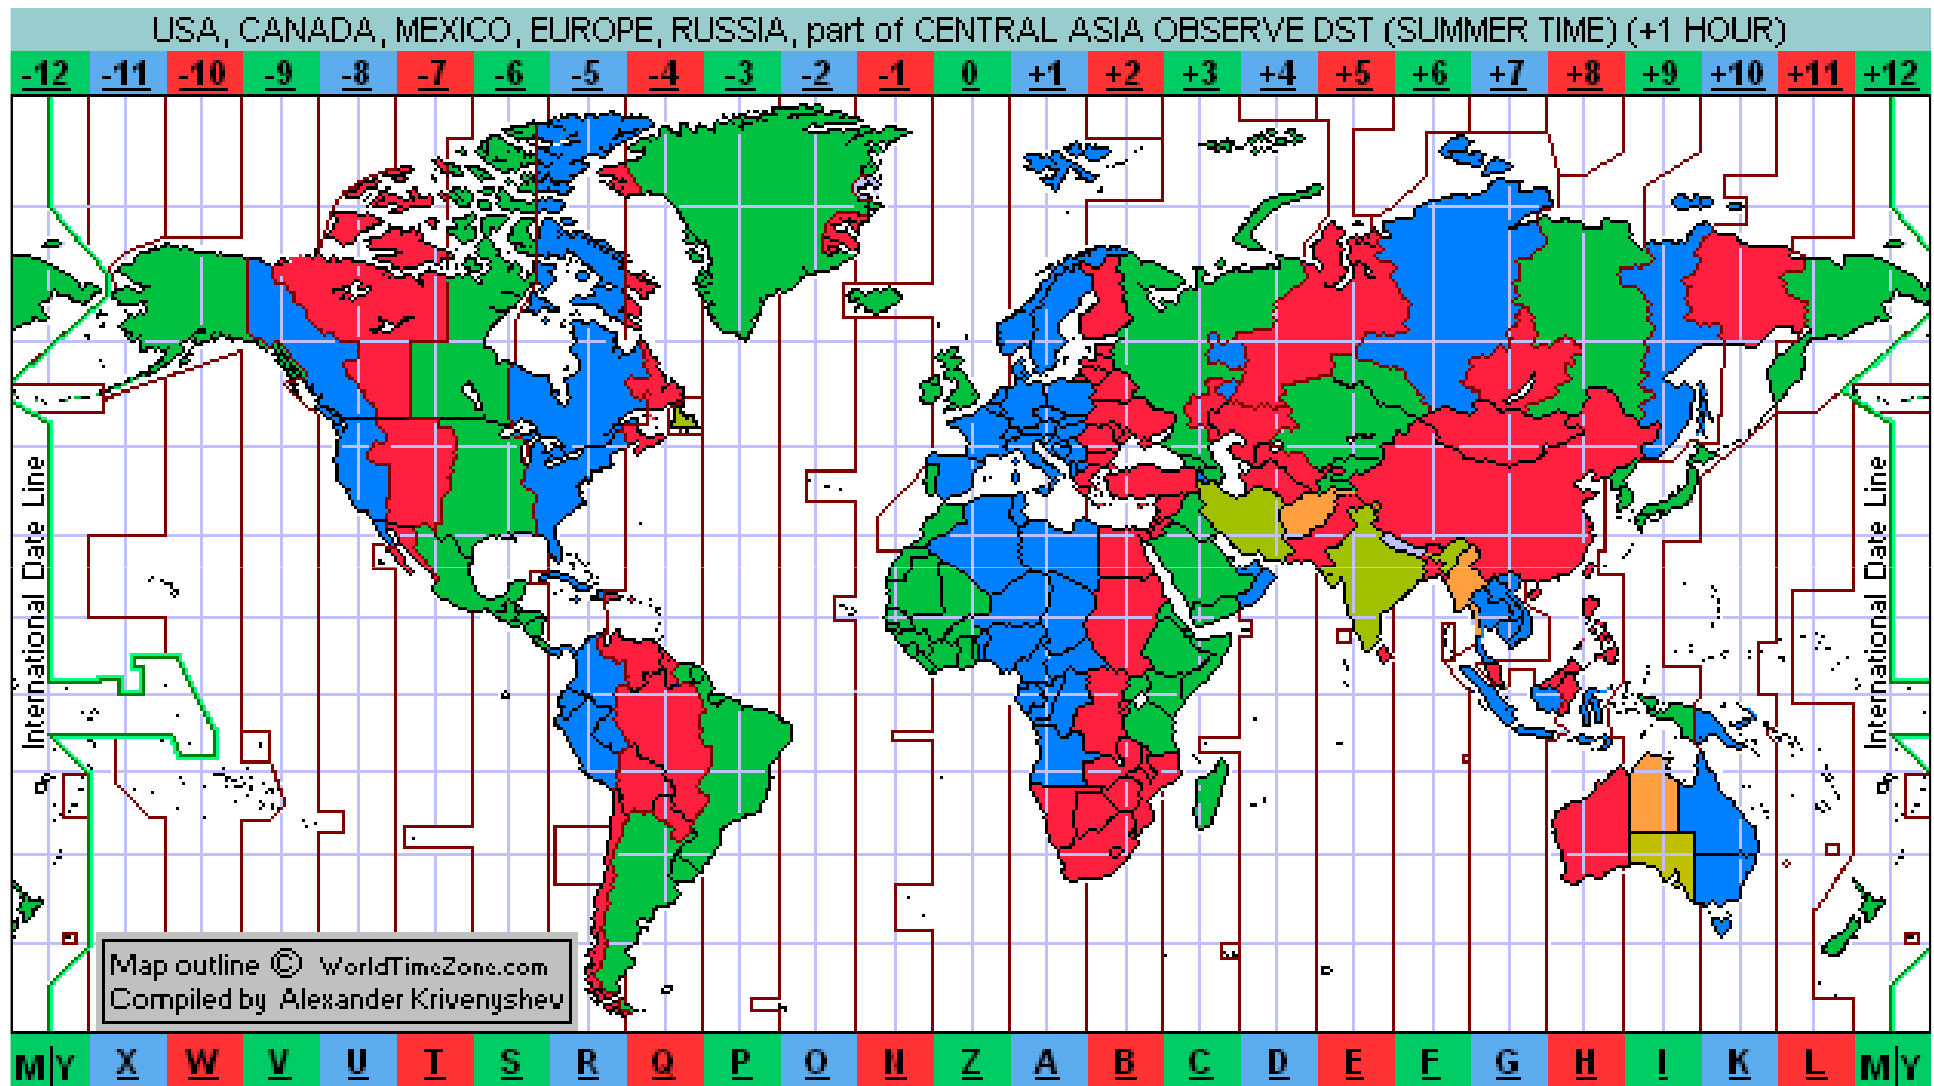 USA, CANADA, MEXICO, EUROPE, RUSSIA, part of CENTRAL ASIA OBSERVE DST (SUMMER TIME) (+1 HOUR)
-12 -11 -10 -9 -8 -7 -6 -5 -4 -3 -2 -1 0 +1 +2 +3 +4 +5 +6 +7 +8 +9 +10 +11 +12
International Date Line
International Date Line
Map outline © WorldTimeZone.com
Compiled by Alexander Krivenyshev
M|Y X W V U T S R Q P O N Z A B C D E F G H I K L M|Y